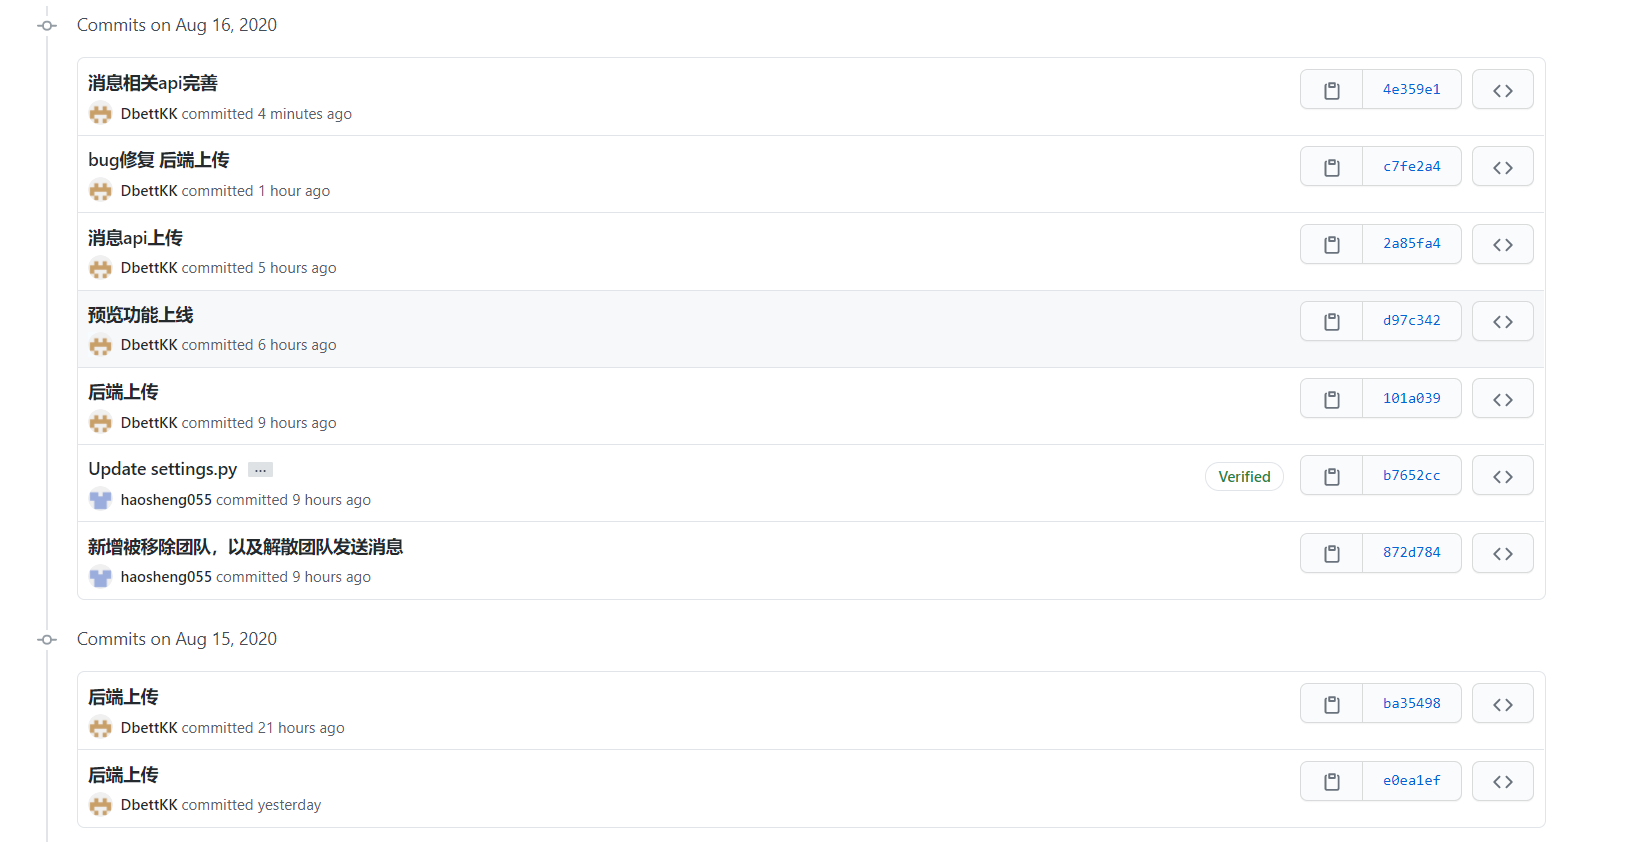 Commits on Aug 16, 2020
消息相关api完善
4e359e1
DbettKK committed 4 minutes ago
bug修复 后端上传
c7fe2a4
DbettKK committed 1 hour ago
消息api上传
2a85fa4
DbettKK committed 5 hours ago
预览功能上线
d97c342
DbettKK committed 6 hours ago
后端上传
101a039
DbettKK committed 9 hours ago
Update settings.py ...
Verified
b7652cc
haosheng055 committed 9 hours ago
新增被移除团队，以及解散团队发送消息
872d784
haosheng055 committed 9 hours ago
Commits on Aug 15, 2020
后端上传
ba35498
DbettKK committed 21 hours ago
后端上传
e0ea1ef
DbettKK committed yesterday